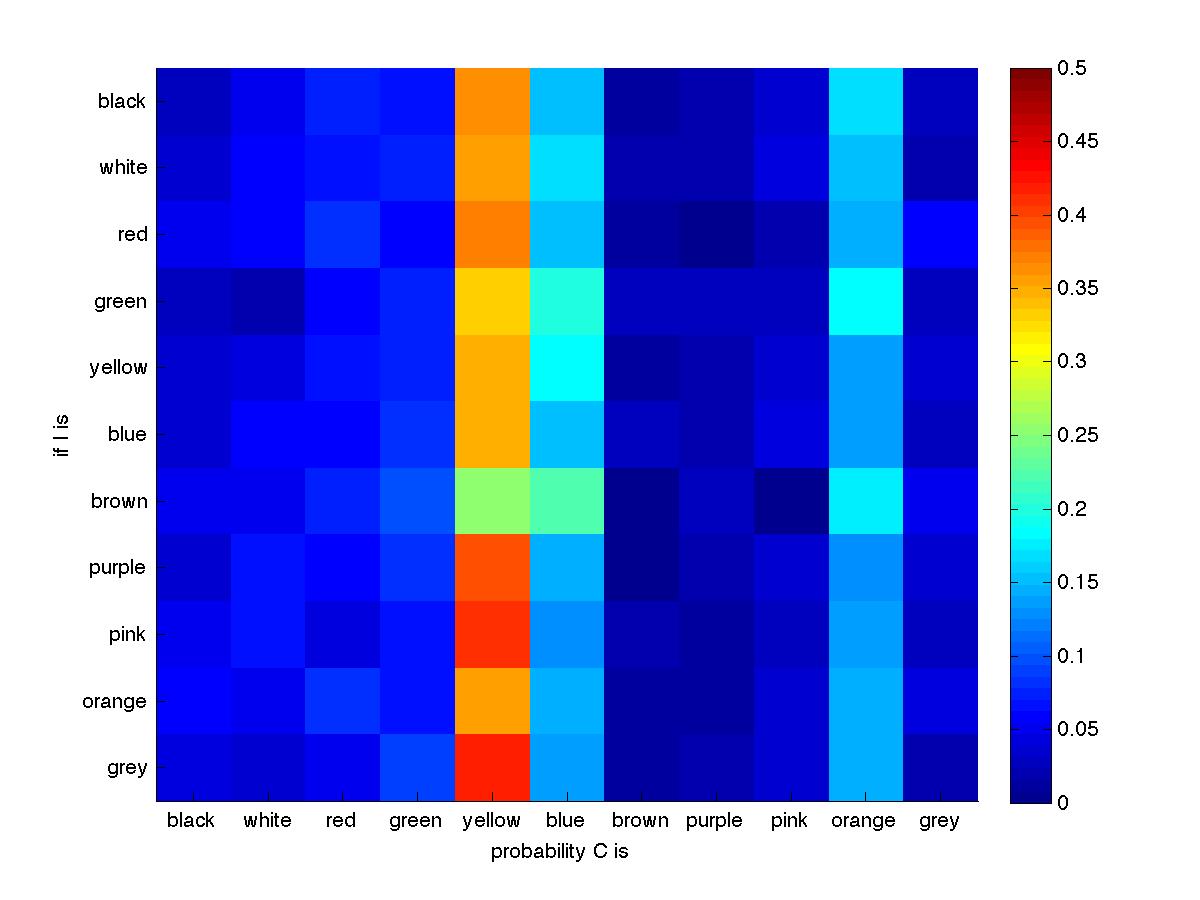 black
white
red
green
yellow
blue
brown
purple
pink
orange
grey
if I is
black white red green yellow blue brown purple pink orange grey
probability C is
0.5
0.45
0.4
0.35
0.3
0.25
0.2
0.15
0.1
0.05
0